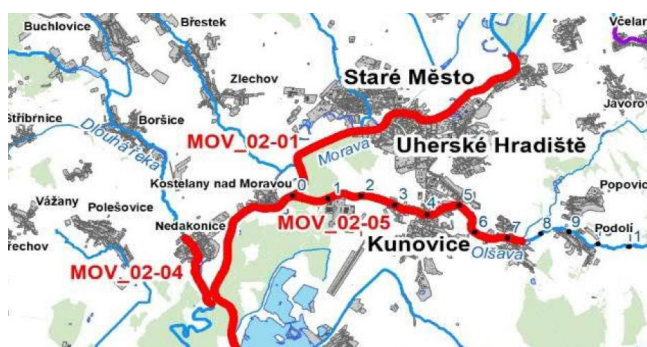 Buchlovice
Břestek
Včelar
Zlechov
Staré Město
Stříbrnice
Boršice
Dlouhá řeka
MOV_02-01
Morava
Uherské Hradiště
Javorov
Vážany
Polešovice
Kostelany nad Moravou
0
1
2
3
4
5
6
7
8
9
1
Popovic
Podolí
řechov
Nedakonice
MOV_02-05
Kunovice
Olšava
MOV_02-04